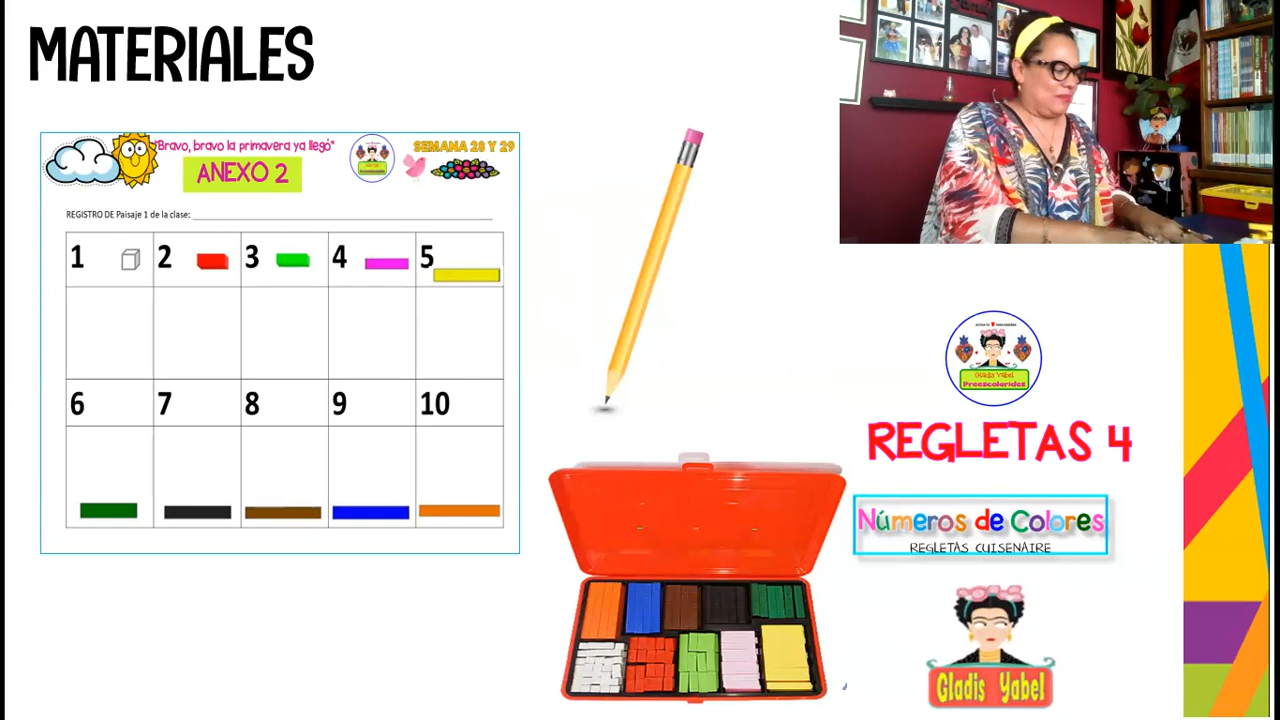 MATERIALES
"Bravo, bravo la primavera ya llegó"
SEMANA 28 Y 29
ANEXO 2
REGISTRO DE Paisaje 1 de la clase:
1 2 3 4 5
6 7 8 9 10
Gladis Yabel
Preescolorides
REGLETAS 4
Números de Colores
REGLETAS CUISENAIRE
Gladis Yabel